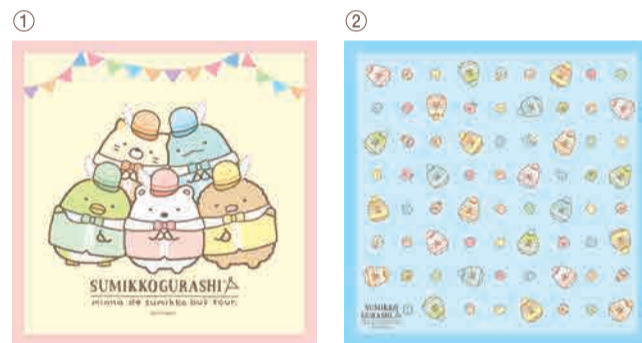 ① ②
SUMIKKOGURASHI
minna de sumikko bus tour.
SUMIKKO
GURASHI